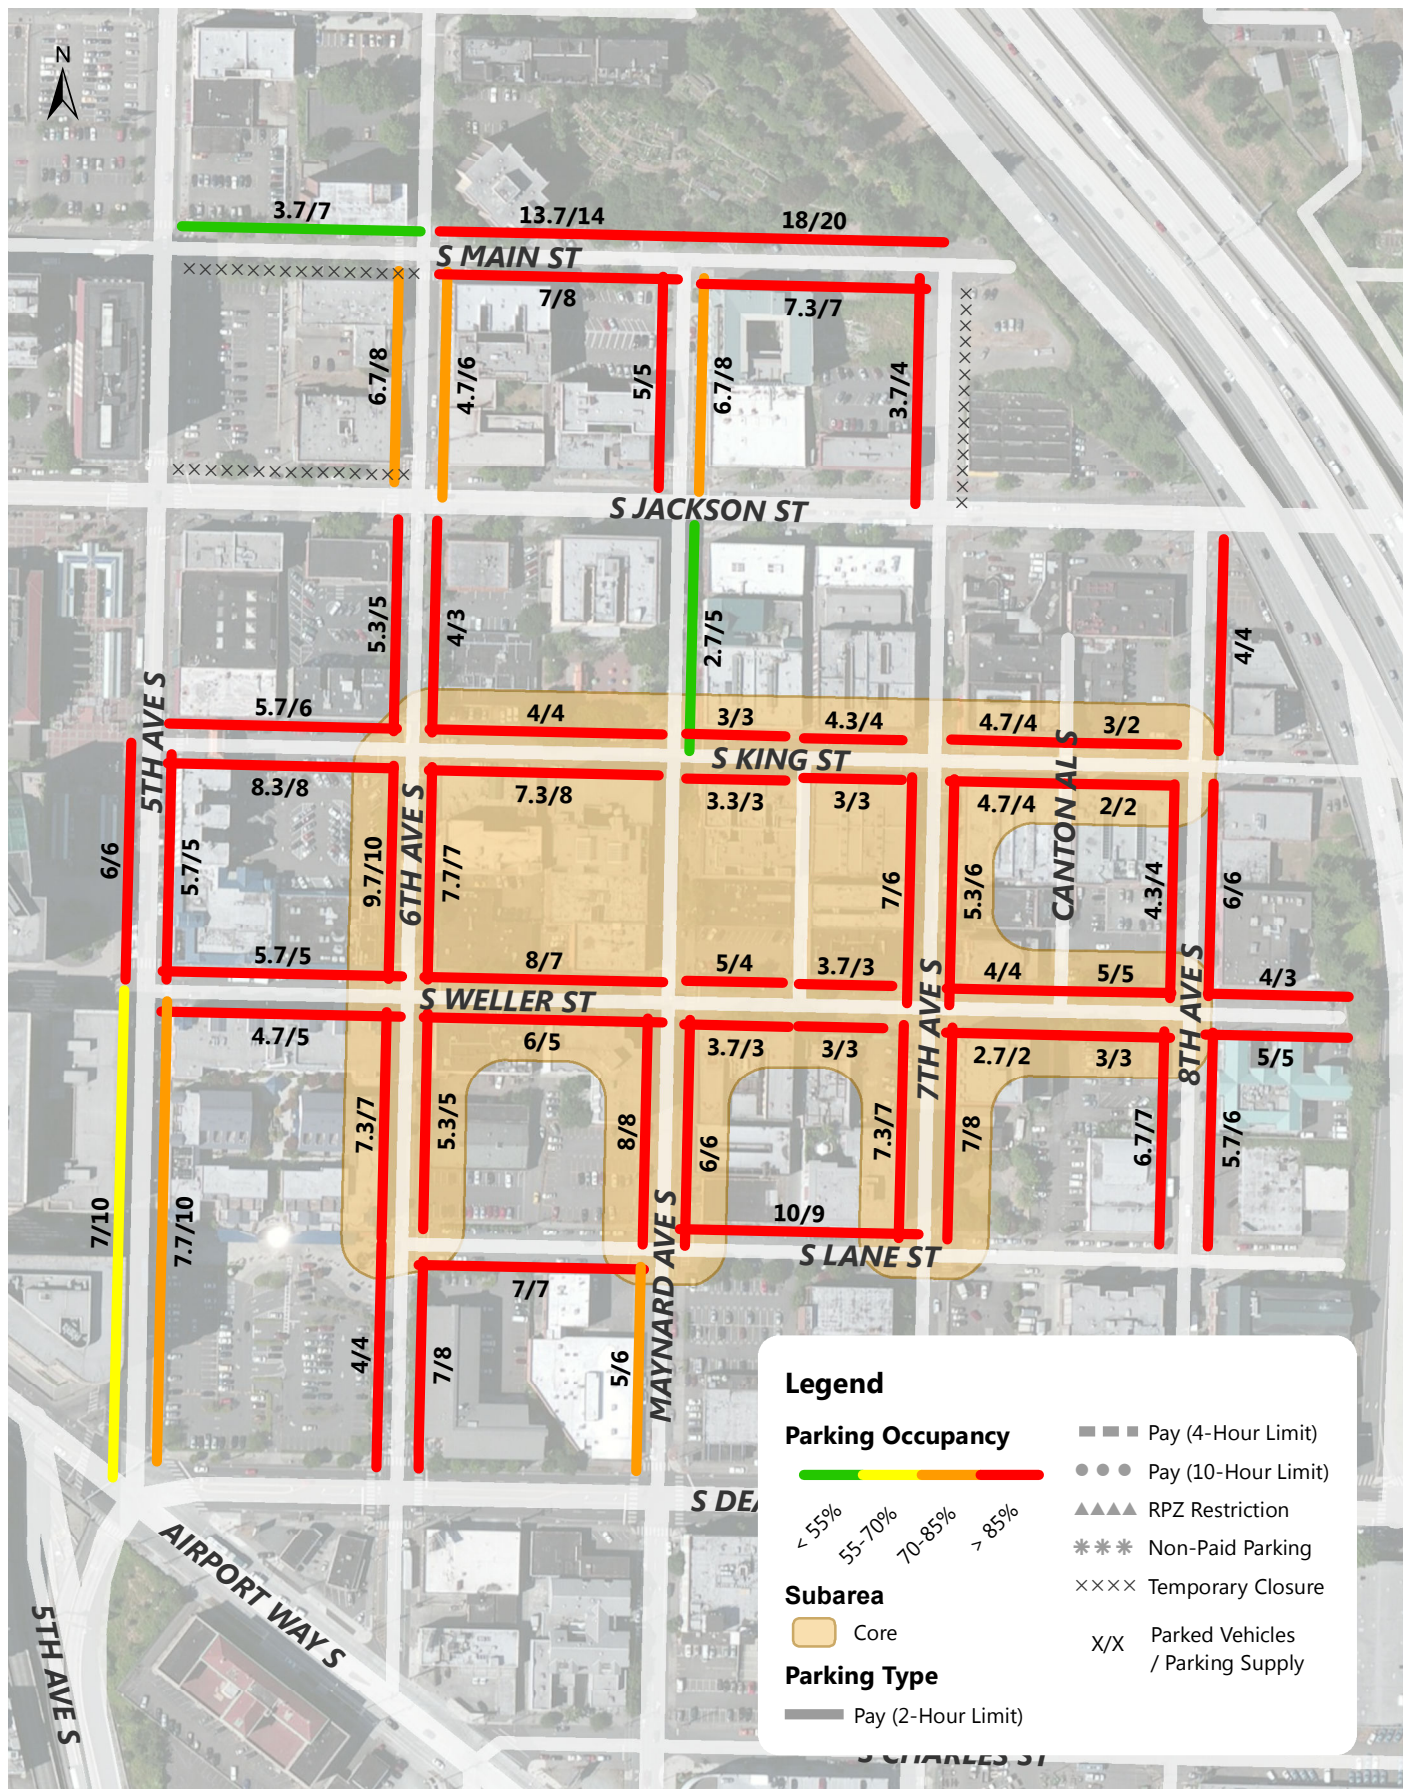 N
3.7/7
13.7/14
18/20
S MAIN ST
7/8
7.3/7
6.7/8
4.7/6
5/5
6.7/8
3.7/4
S JACKSON ST
5.3/5
4/3
2.7/5
4/4
5TH AVE S
5.7/6
4/4
3/3
4.3/4
4.7/4
3/2
S KING ST
8.3/8
7.3/8
3.3/3
3/3
4.7/4
2/2
CANTON AL S
6/6
5.7/5
9.7/10
6TH AVE S
7.7/7
7/6
5.3/6
4.3/4
6/6
5.7/5
8/7
5/4
3.7/3
4/4
5/5
4/3
S WELLER ST
7TH AVE S
8TH AVE S
4.7/5
6/5
3.7/3
3/3
2.7/2
3/3
5/5
7.3/7
5.3/5
8/8
6/6
7.3/7
7/8
6.7/7
5.7/6
7/10
7.7/10
10/9
S LANE ST
MAYNARD AVE S
7/7
4/4
7/8
5/6
S DEA
AIRPORT WAY S
5TH AVE S
S CHARLES ST
Legend
Parking Occupancy
< 55%
55-70%
70-85%
> 85%
Subarea
Core
Parking Type
Pay (2-Hour Limit)
Pay (4-Hour Limit)
Pay (10-Hour Limit)
RPZ Restriction
Non-Paid Parking
Temporary Closure
X/X
Parked Vehicles
/ Parking Supply